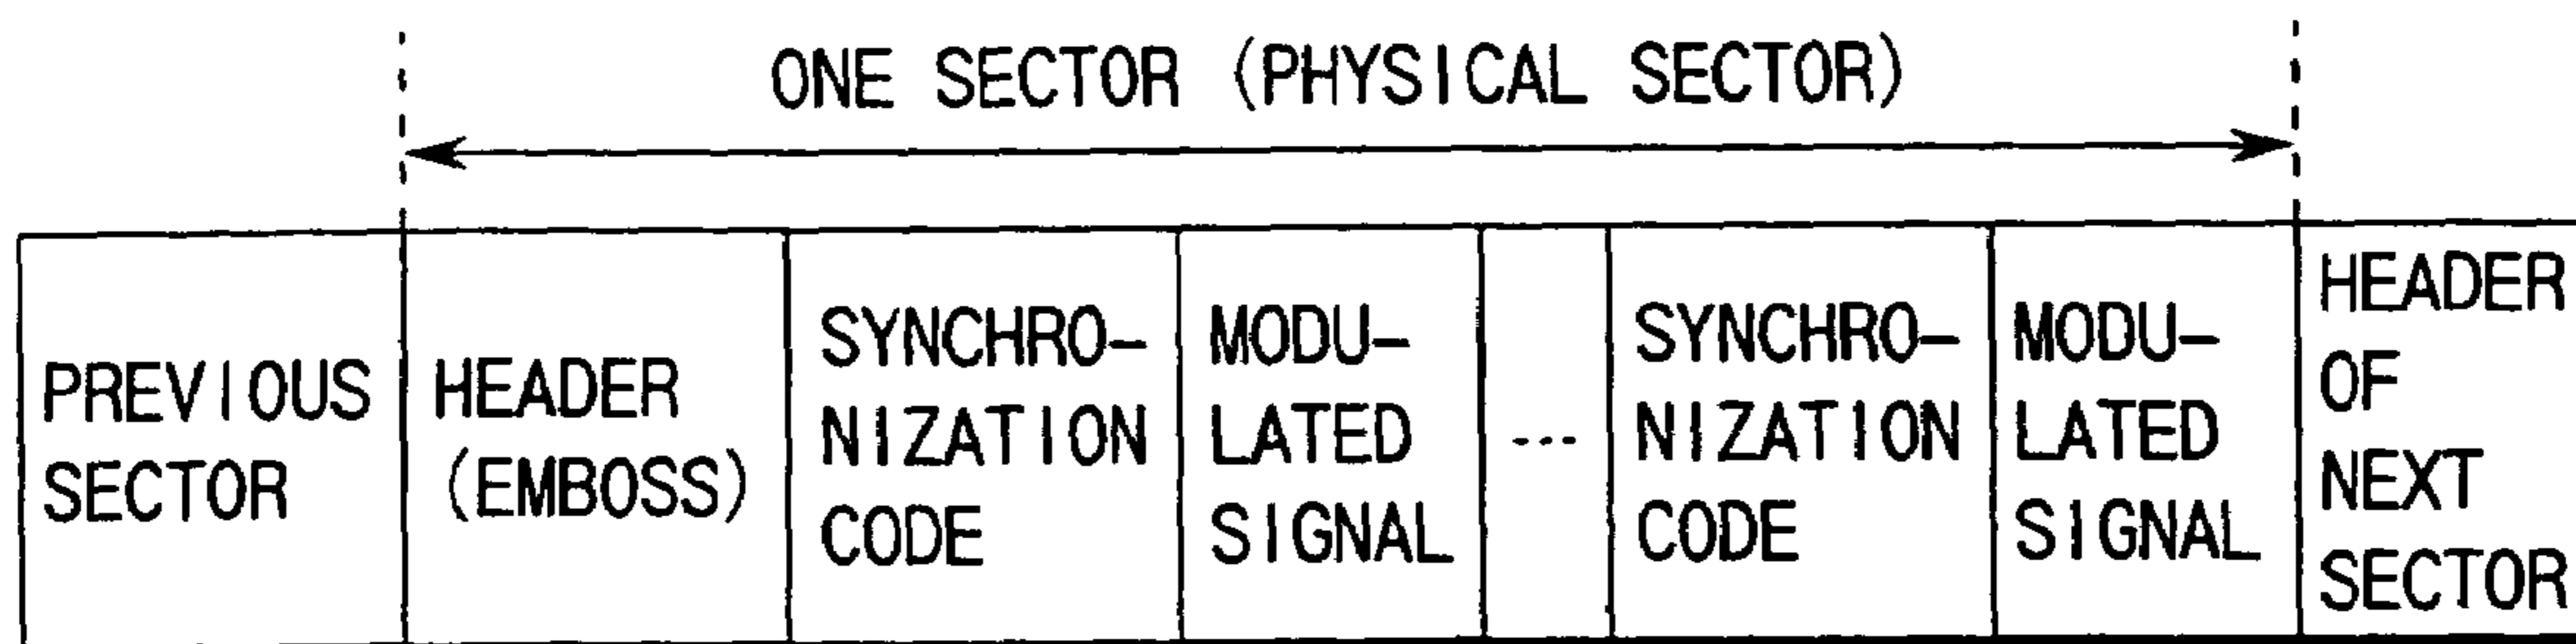 ONE SECTOR (PHYSICAL SECTOR)
PREVIOUS
SECTOR
HEADER
(EMBOSS)
SYNCHRO-
NIZATION
CODE
MODU-
LATED
SIGNAL
...
SYNCHRO-
NIZATION
CODE
MODU-
LATED
SIGNAL
HEADER
OF
NEXT
SECTOR